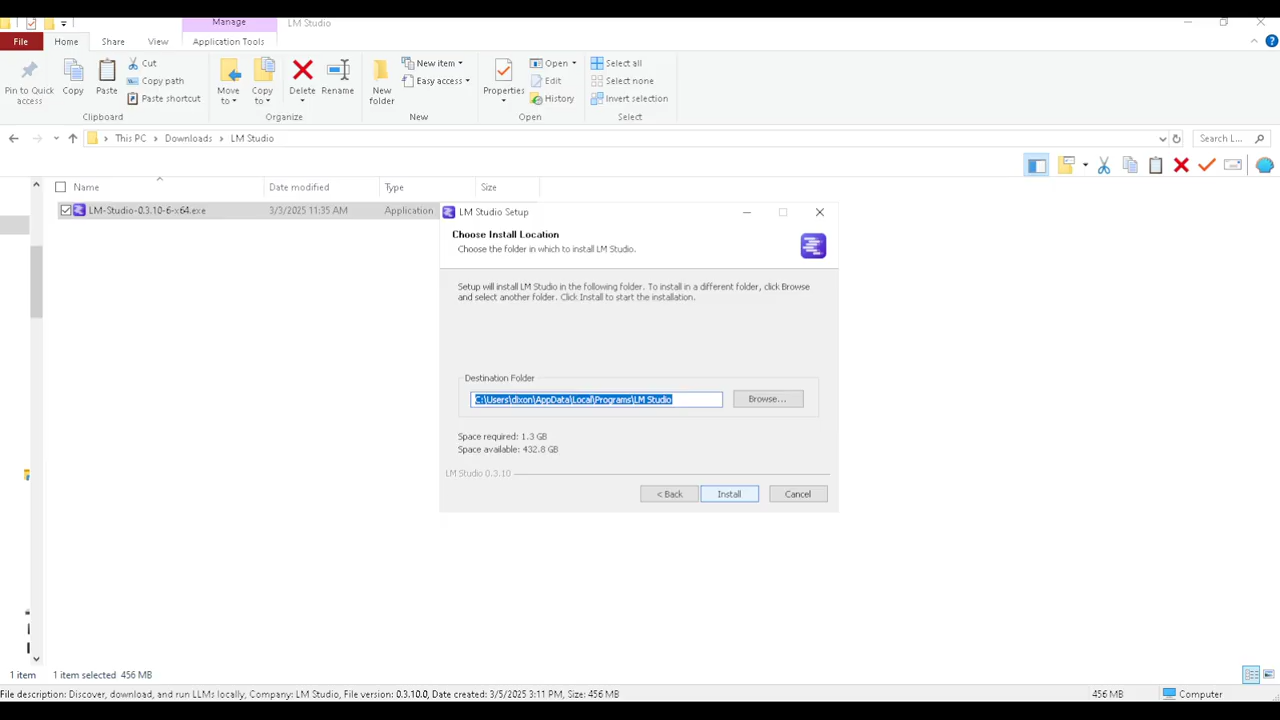 Manage
LM Studio
File
Home
Share
View
Application Tools
Pin to Quick
access
Copy
Paste
Cut
Copy path
Paste shortcut
Clipboard
Move
to
Copy
to
Delete
Rename
Organize
New
folder
New item
Easy access
New
Properties
Open
Edit
History
Open
Select all
Select none
Invert selection
Select
This PC
Downloads
LM Studio
Search L...
Name
Date modified
Type
Size
LM-Studio-0.3.10-6-x64.exe
3/3/2025 11:35 AM
Application
LM Studio Setup
Choose Install Location
Choose the folder in which to install LM Studio.
Setup will install LM Studio in the following folder. To install in a different folder, click Browse
and select another folder. Click Install to start the installation.
Destination Folder
C:\Users\dixon\AppData\Local\Programs\LM Studio
Browse...
Space required: 1.3 GB
Space available: 432.8 GB
LM Studio 0.3.10
< Back
Install
Cancel
1 item
1 item selected 456 MB
File description: Discover, download, and run LLMs locally, Company: LM Studio, File version: 0.3.10.0, Date created: 3/5/2025 3:11 PM, Size: 456 MB
456 MB
Computer